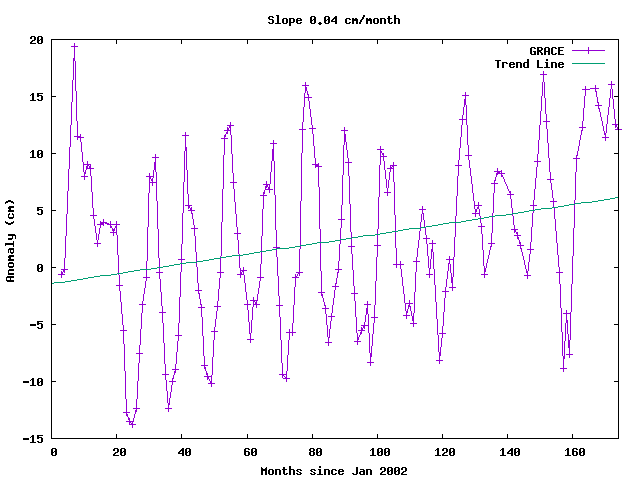 Slope 0.04 cm/month
20
15
10
5
0
-5
-10
-15
Anomaly (cm)
GRACE
Trend Line
0 20 40 60 80 100 120 140 160
Months since Jan 2002